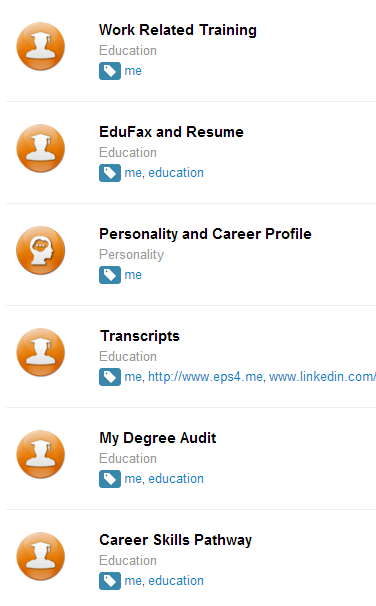 Work Related Training
Education
me
EduFax and Resume
Education
me, education
Personality and Career Profile
Personality
me
Transcripts
Education
me, http://www.eps4.me, www.linkedin.com/
My Degree Audit
Education
me, education
Career Skills Pathway
Education
me, education